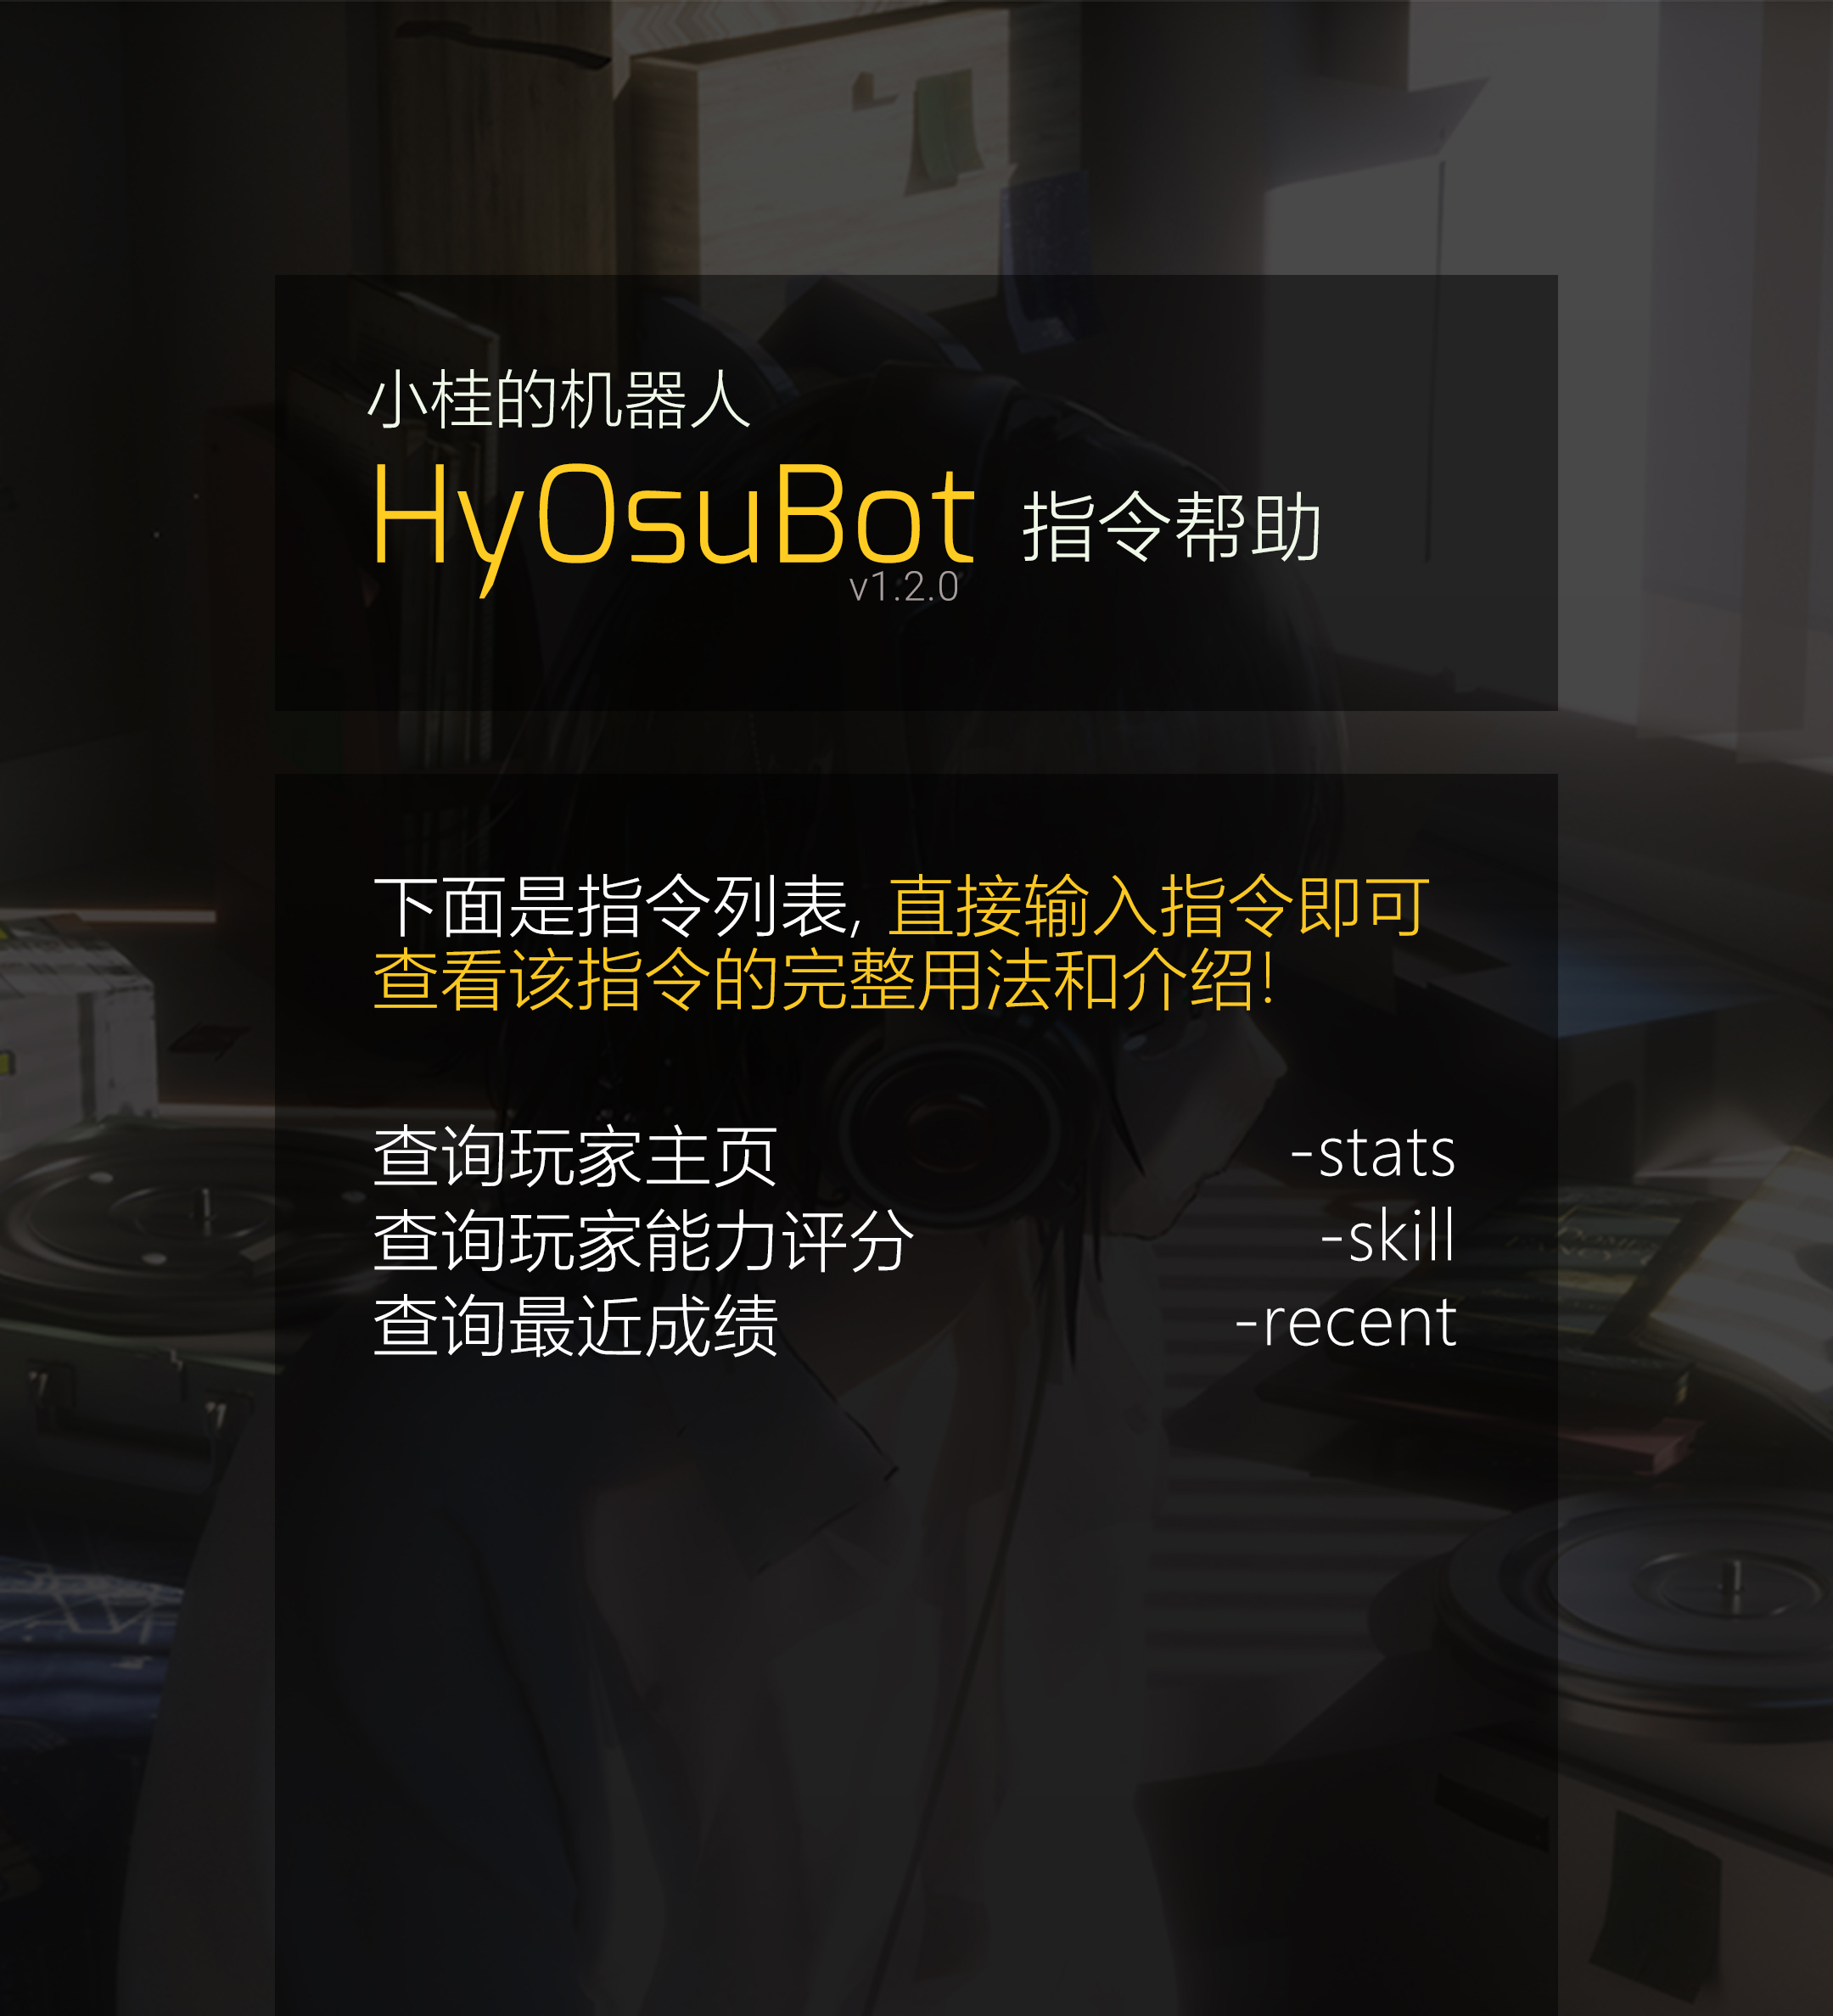 小桂的机器人
HyOsuBot 指令帮助
v1.2.0
下面是指令列表, 直接输入指令即可
查看该指令的完整用法和介绍!
查询玩家主页 -stats
查询玩家能力评分 -skill
查询最近成绩 -recent